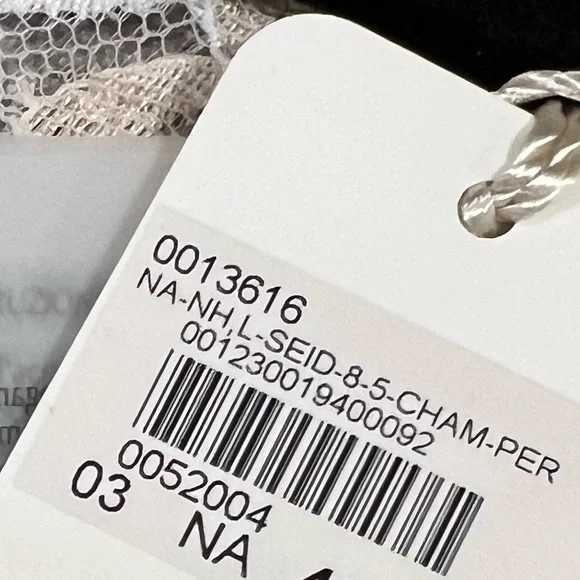 0013616
NA-NH,L-SEID-8-5-CHAM-PER
001230019400092
0052004
03 NA